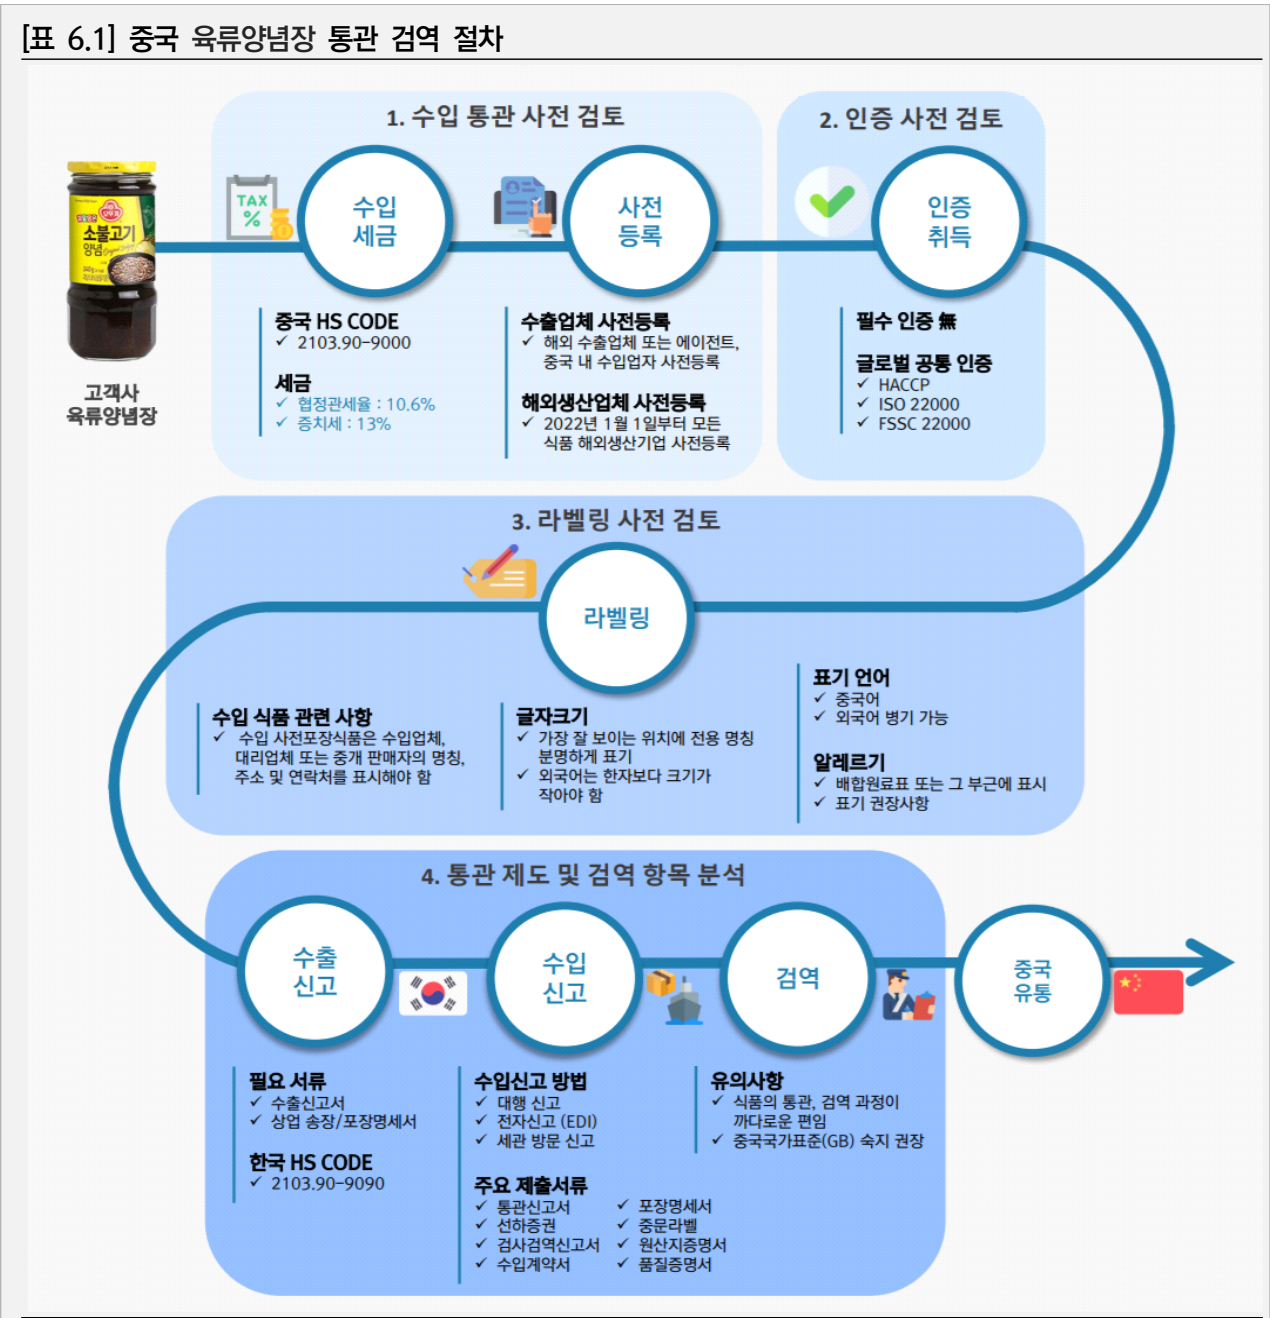 [표 6.1] 중국 육류양념장 통관 검역 절차
1. 수입 통관 사전 검토
2. 인증 사전 검토
TAX
%
수입
세금
사전
등록
인증
취득
오뚜기
소불고기
양념
고객사
육류양념장
중국 HS CODE
✓ 2103.90-9000
세금
✓ 협정관세율 : 10.6%
✓ 증치세 : 13%
수출업체 사전등록
✓ 해외 수출업체 또는 에이전트,
중국 내 수입업자 사전등록
해외생산업체 사전등록
✓ 2022년 1월 1일부터 모든
식품 해외생산기업 사전등록
필수 인증 無
글로벌 공통 인증
✓ HACCP
✓ ISO 22000
✓ FSSC 22000
3. 라벨링 사전 검토
라벨링
수입 식품 관련 사항
✓ 수입 사전포장식품은 수입업체,
대리업체 또는 중개 판매자의 명칭,
주소 및 연락처를 표시해야 함
글자크기
✓ 가장 잘 보이는 위치에 전용 명칭
분명하게 표기
✓ 외국어는 한자보다 크기가
작아야 함
표기 언어
✓ 중국어
✓ 외국어 병기 가능
알레르기
✓ 배합원료표 또는 그 부근에 표시
✓ 표기 권장사항
4. 통관 제도 및 검역 항목 분석
수출
신고
수입
신고
검역
중국
유통
필요 서류
✓ 수출신고서
✓ 상업 송장/포장명세서
한국 HS CODE
✓ 2103.90-9090
수입신고 방법
✓ 대행 신고
✓ 전자신고 (EDI)
✓ 세관 방문 신고
주요 제출서류
✓ 통관신고서
✓ 선하증권
✓ 검사검역신고서
✓ 수입계약서
✓ 포장명세서
✓ 중문라벨
✓ 원산지증명서
✓ 품질증명서
유의사항
✓ 식품의 통관, 검역 과정이
까다로운 편임
✓ 중국국가표준(GB) 숙지 권장